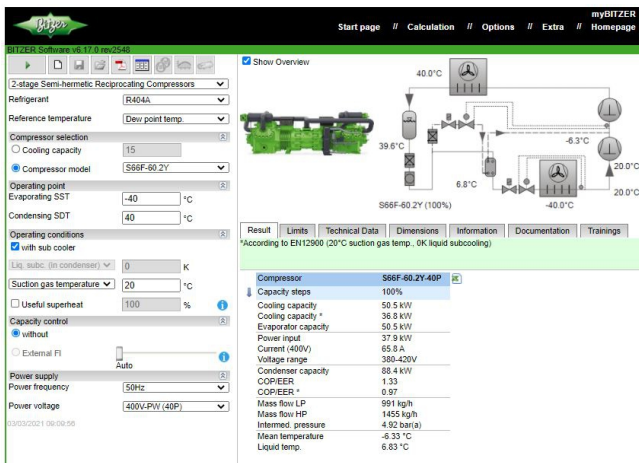 Bitzer
myBITZER
Start page // Calculation // Options // Extra // Homepage
BITZER Software v6.17.0 rev2548
2-stage Semi-hermetic Reciprocating Compressors
Refrigerant R404A
Reference temperature Dew point temp.
Compressor selection
Cooling capacity 15
Compressor model S66F-60.2Y
Operating point
Evaporating SST -40 °C
Condensing SDT 40 °C
Operating conditions
with sub cooler
Liq. subc. (in condenser) 0 K
Suction gas temperature 20 °C
Useful superheat 100 %
Capacity control
without
External FI
Auto
Power supply
Power frequency 50Hz
Power voltage 400V-PW (40P)
03/03/2021 09:09:56
Show Overview
40.0°C
39.6°C
-6.3°C
20.0°C
6.8°C
20.0°C
S66F-60.2Y (100%)
-40.0°C
Result Limits Technical Data Dimensions Information Documentation Trainings
*According to EN12900 (20°C suction gas temp., 0K liquid subcooling)
Compressor S66F-60.2Y-40P
Capacity steps 100%
Cooling capacity 50.5 kW
Cooling capacity * 36.8 kW
Evaporator capacity 50.5 kW
Power input 37.9 kW
Current (400V) 65.8 A
Voltage range 380-420V
Condenser capacity 88.4 kW
COP/EER 1.33
COP/EER * 0.97
Mass flow LP 991 kg/h
Mass flow HP 1455 kg/h
Intermed. pressure 4.92 bar(a)
Mean temperature -6.33 °C
Liquid temp. 6.83 °C